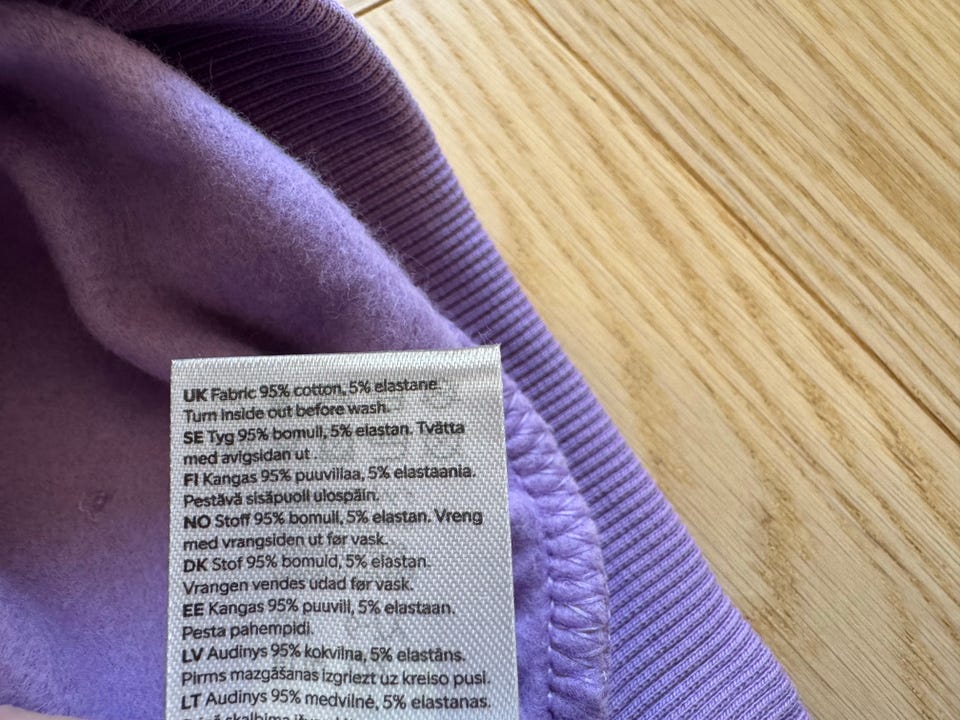 UK Fabric 95% cotton, 5% elastane.
Turn inside out before wash.
SE Tyg 95% bomull, 5% elastan. Tvätta
med avigsidan ut
FI Kangas 95% puuvillaa, 5% elastaania.
Pestävä sisäpuoli ulospäin.
NO Stoff 95% bomull, 5% elastan. Vreng
med vrangsiden ut før vask.
DK Stof 95% bomuld, 5% elastan.
Vrangen vendes udad før vask.
EE Kangas 95% puuvill, 5% elastaan.
Pesta pahempidi.
LV Audinys 95% kokvilna, 5% elastāns.
Pirms mazgāšanas izgriezt uz kreiso pusi.
LT Audinys 95% medvilnė, 5% elastanas.